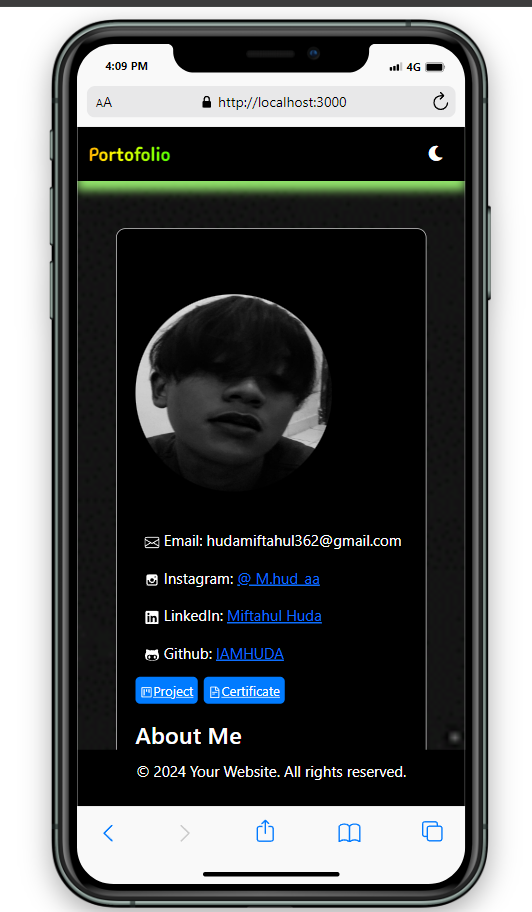 4:09 PM
4G
AA
http://localhost:3000
Portofolio
Email: hudamiftahul362@gmail.com
Instagram: @_M.hud_aa
LinkedIn: Miftahul Huda
Github: IAMHUDA
Project Certificate
About Me
© 2024 Your Website. All rights reserved.